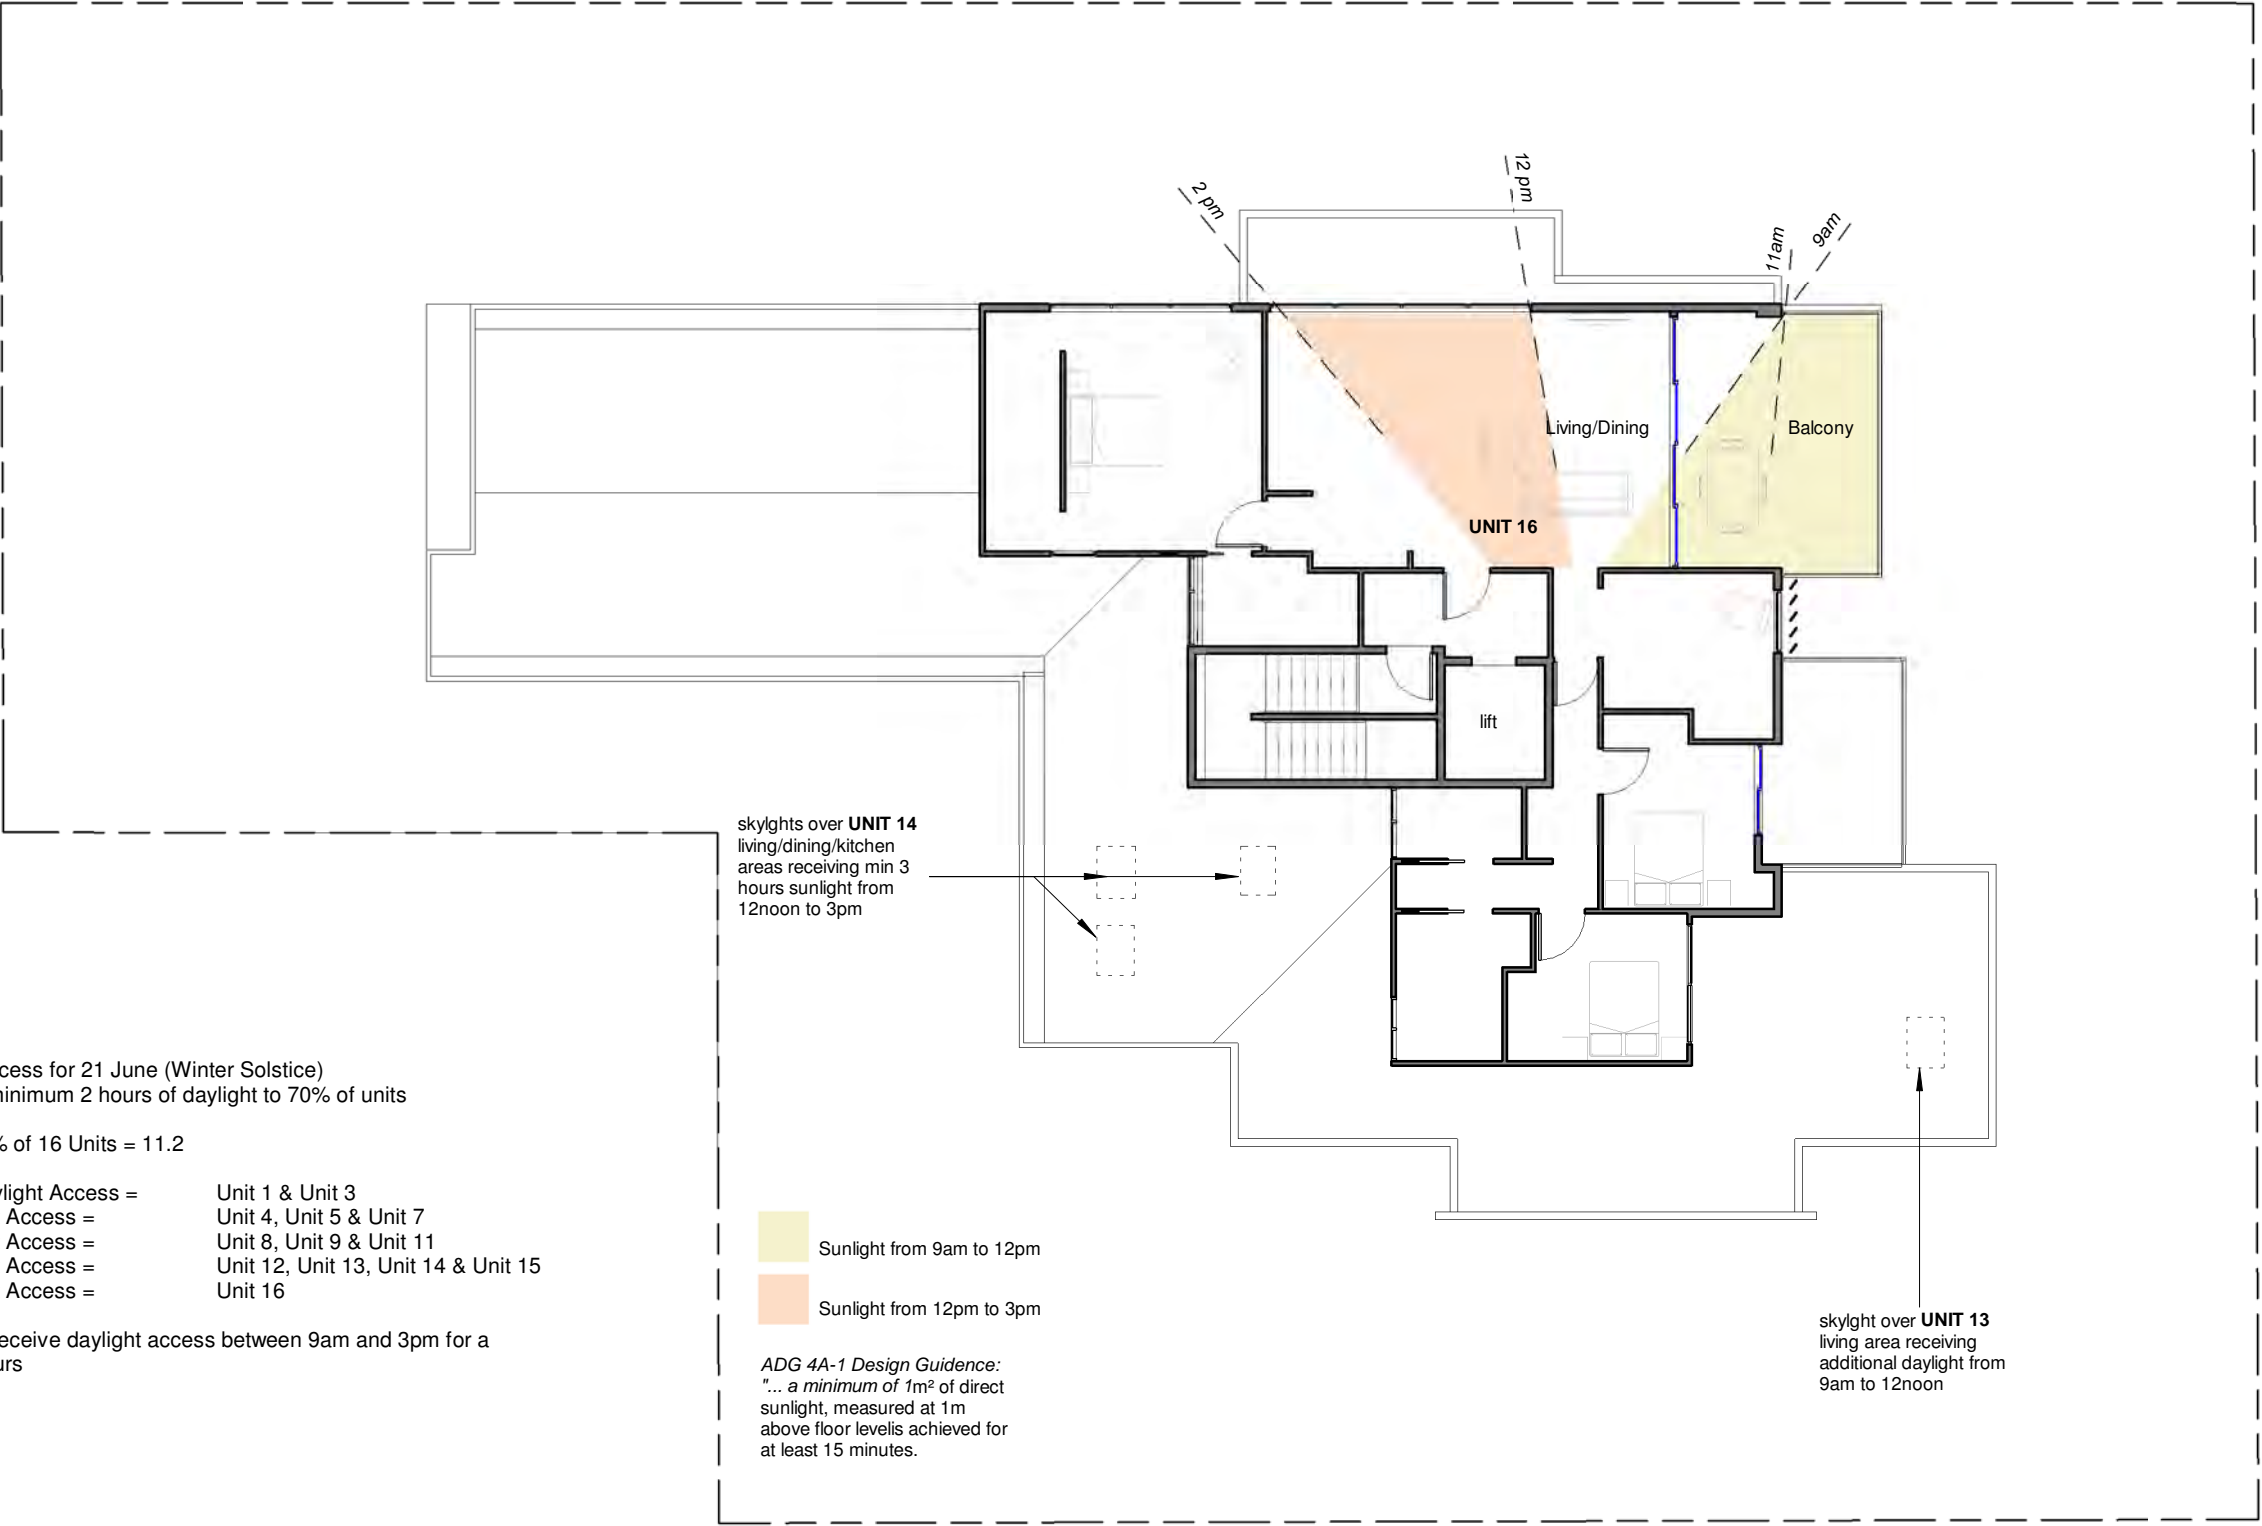 2 pm
12 pm
11am
9am
Living/Dining
Balcony
UNIT 16
lift
skylghts over UNIT 14
living/dining/kitchen
areas receiving min 3
hours sunlight from
12noon to 3pm
cess for 21 June (Winter Solstice)
minimum 2 hours of daylight to 70% of units
% of 16 Units = 11.2
ylight Access = Unit 1 & Unit 3
Access = Unit 4, Unit 5 & Unit 7
Access = Unit 8, Unit 9 & Unit 11
Access = Unit 12, Unit 13, Unit 14 & Unit 15
Access = Unit 16
eceive daylight access between 9am and 3pm for a
urs
Sunlight from 9am to 12pm
Sunlight from 12pm to 3pm
ADG 4A-1 Design Guidence:
"... a minimum of 1m² of direct
sunlight, measured at 1m
above floor levelis achieved for
at least 15 minutes.
skylght over UNIT 13
living area receiving
additional daylight from
9am to 12noon